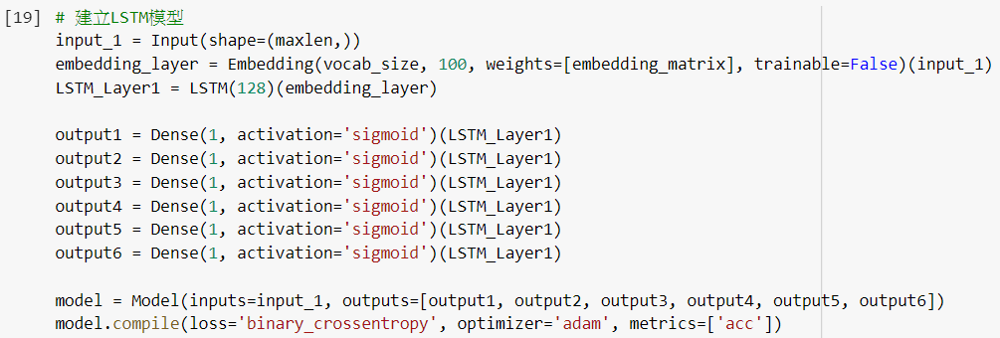 [19] # 建立LSTM模型
input_1 = Input(shape=(maxlen,))
embedding_layer = Embedding(vocab_size, 100, weights=[embedding_matrix], trainable=False)(input_1)
LSTM_Layer1 = LSTM(128)(embedding_layer)
output1 = Dense(1, activation='sigmoid')(LSTM_Layer1)
output2 = Dense(1, activation='sigmoid')(LSTM_Layer1)
output3 = Dense(1, activation='sigmoid')(LSTM_Layer1)
output4 = Dense(1, activation='sigmoid')(LSTM_Layer1)
output5 = Dense(1, activation='sigmoid')(LSTM_Layer1)
output6 = Dense(1, activation='sigmoid')(LSTM_Layer1)
model = Model(inputs=input_1, outputs=[output1, output2, output3, output4, output5, output6])
model.compile(loss='binary_crossentropy', optimizer='adam', metrics=['acc'])